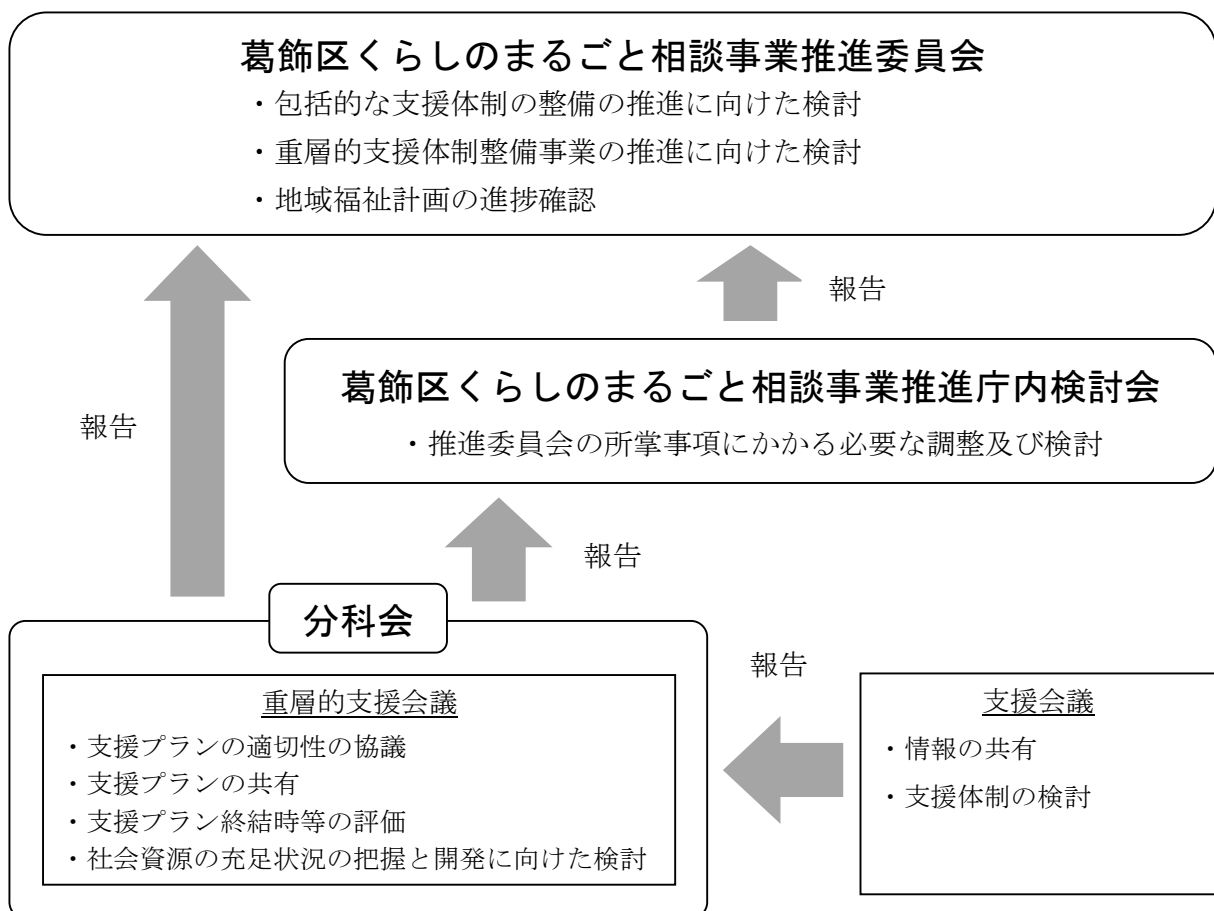 葛飾区くらしのまるごと相談事業推進委員会
・包括的な支援体制の整備の推進に向けた検討
・重層的支援体制整備事業の推進に向けた検討
・地域福祉計画の進捗確認
報告
葛飾区くらしのまるごと相談事業推進庁内検討会
・推進委員会の所掌事項にかかる必要な調整及び検討
報告
報告
分科会
重層的支援会議
・支援プランの適切性の協議
・支援プランの共有
・支援プラン終結時等の評価
・社会資源の充足状況の把握と開発に向けた検討
報告
支援会議
・情報の共有
・支援体制の検討